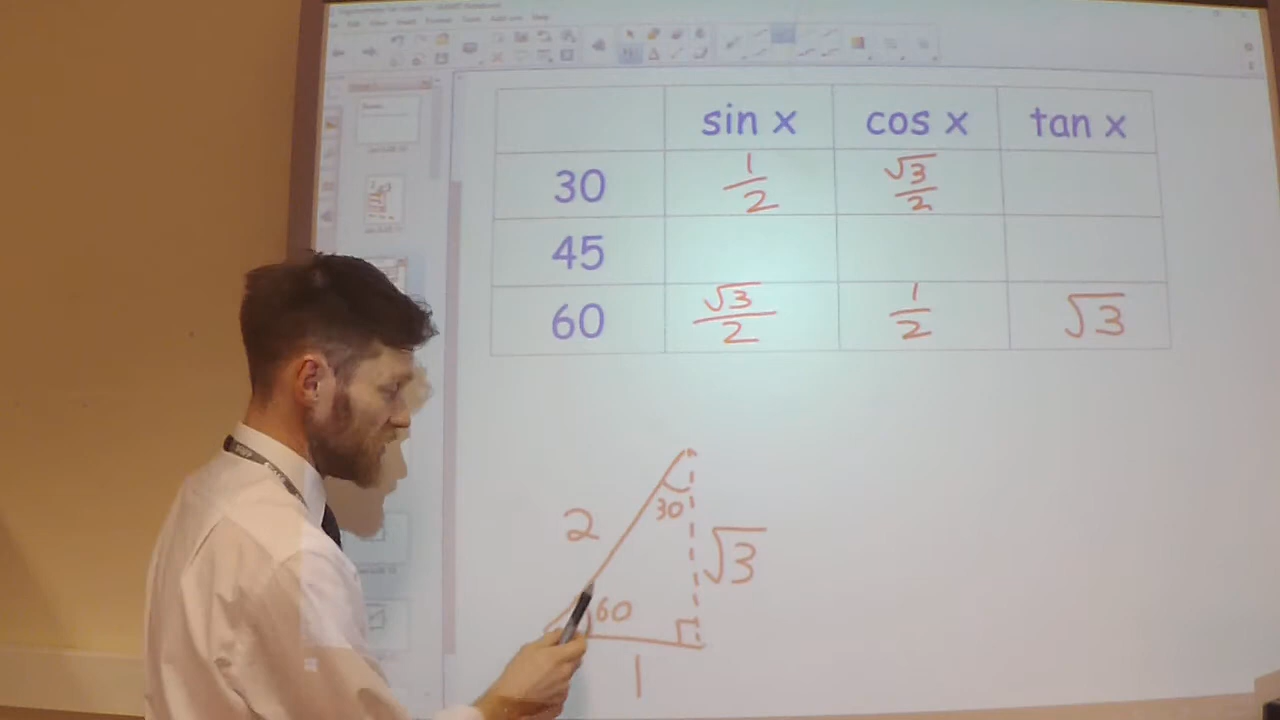 sin x cos x tan x
30 1/2 √3/2
45
60 √3/2 1/2 √3
30
2
√3
60
1